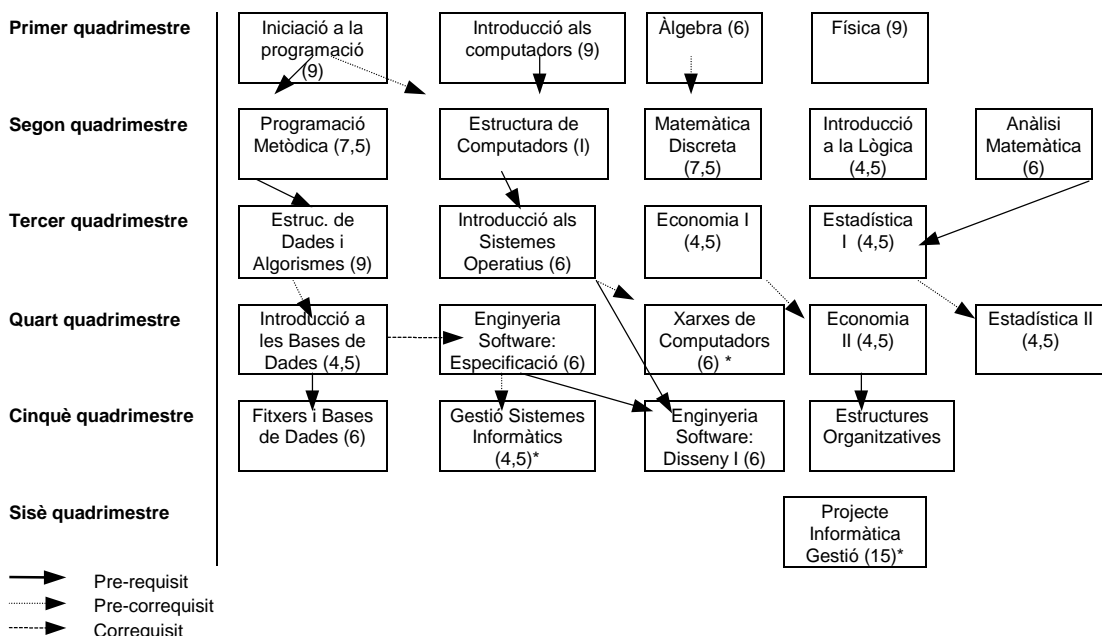 Primer quadrimestre
Iniciació a la
programació
(9)
Introducció als
computadors (9)
Àlgebra (6)
Física (9)
Segon quadrimestre
Programació
Metòdica (7,5)
Estructura de
Computadors (I)
Matemàtica
Discreta
(7,5)
Introducció
a la Lògica
(4,5)
Anàlisi
Matemàtica
(6)
Tercer quadrimestre
Estruc. de
Dades i
Algorismes (9)
Introducció als
Sistemes
Operatius (6)
Economia I
(4,5)
Estadística
I (4,5)
Quart quadrimestre
Introducció a
les Bases de
Dades (4,5)
Enginyeria
Software:
Especificació (6)
Xarxes de
Computadors
(6) *
Economia
II (4,5)
Estadística II
(4,5)
Cinquè quadrimestre
Fitxers i Bases
de Dades (6)
Gestió Sistemes
Informàtics
(4,5)*
Enginyeria
Software:
Disseny I (6)
Estructures
Organitzatives
Sisè quadrimestre
Projecte
Informàtica
Gestió (15)*
Pre-requisit
Pre-correquisit
Correquisit